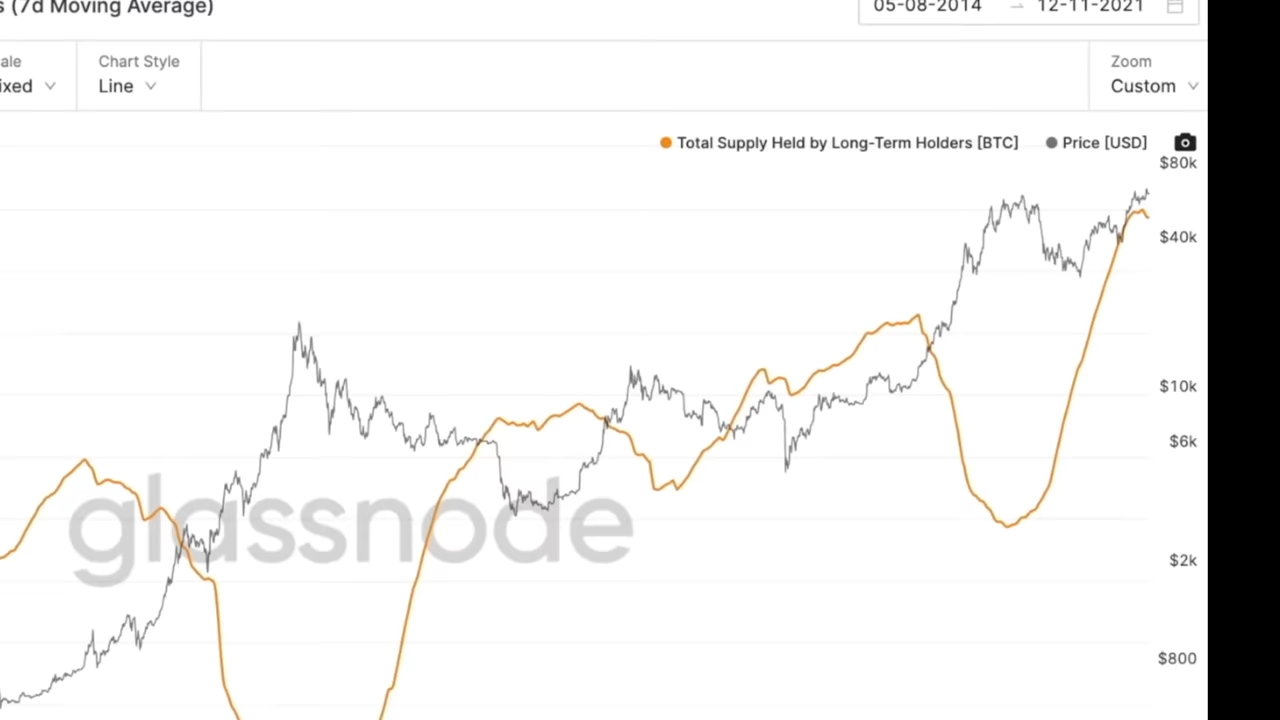 s (7d Moving Average)
05-08-2014 → 12-11-2021
ale
Chart Style
Zoom
ixed
Line
Custom
Total Supply Held by Long-Term Holders [BTC]
Price [USD]
$80k
$40k
$10k
$6k
glassnode
$2k
$800